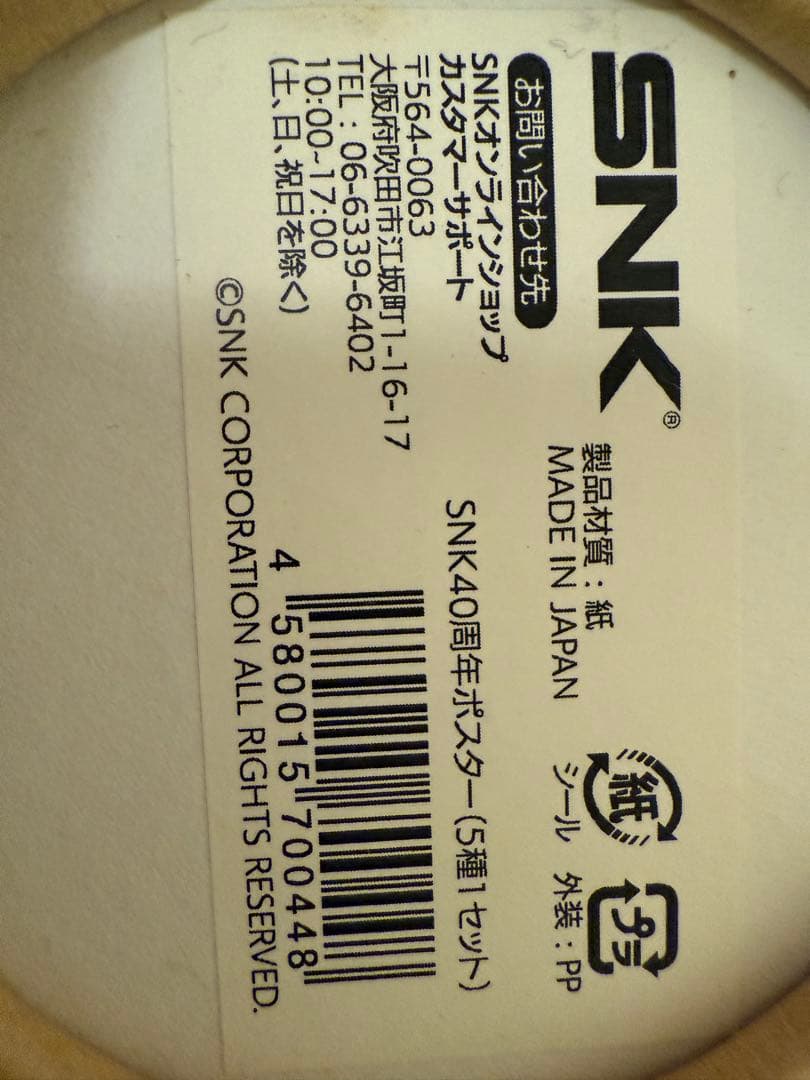 SNK®
お問い合わせ先
SNKオンラインショップ
カスタマーサポート
〒564-0063
大阪府吹田市江坂町1-16-17
TEL：06-6339-6402
10:00~17:00
(土、日、祝日を除く)
製品材質：紙
MADE IN JAPAN
紙
シール
プラ
外装：PP
SNK40周年ポスター(5種1セット)
4 580015 700448
©SNK CORPORATION ALL RIGHTS RESERVED.